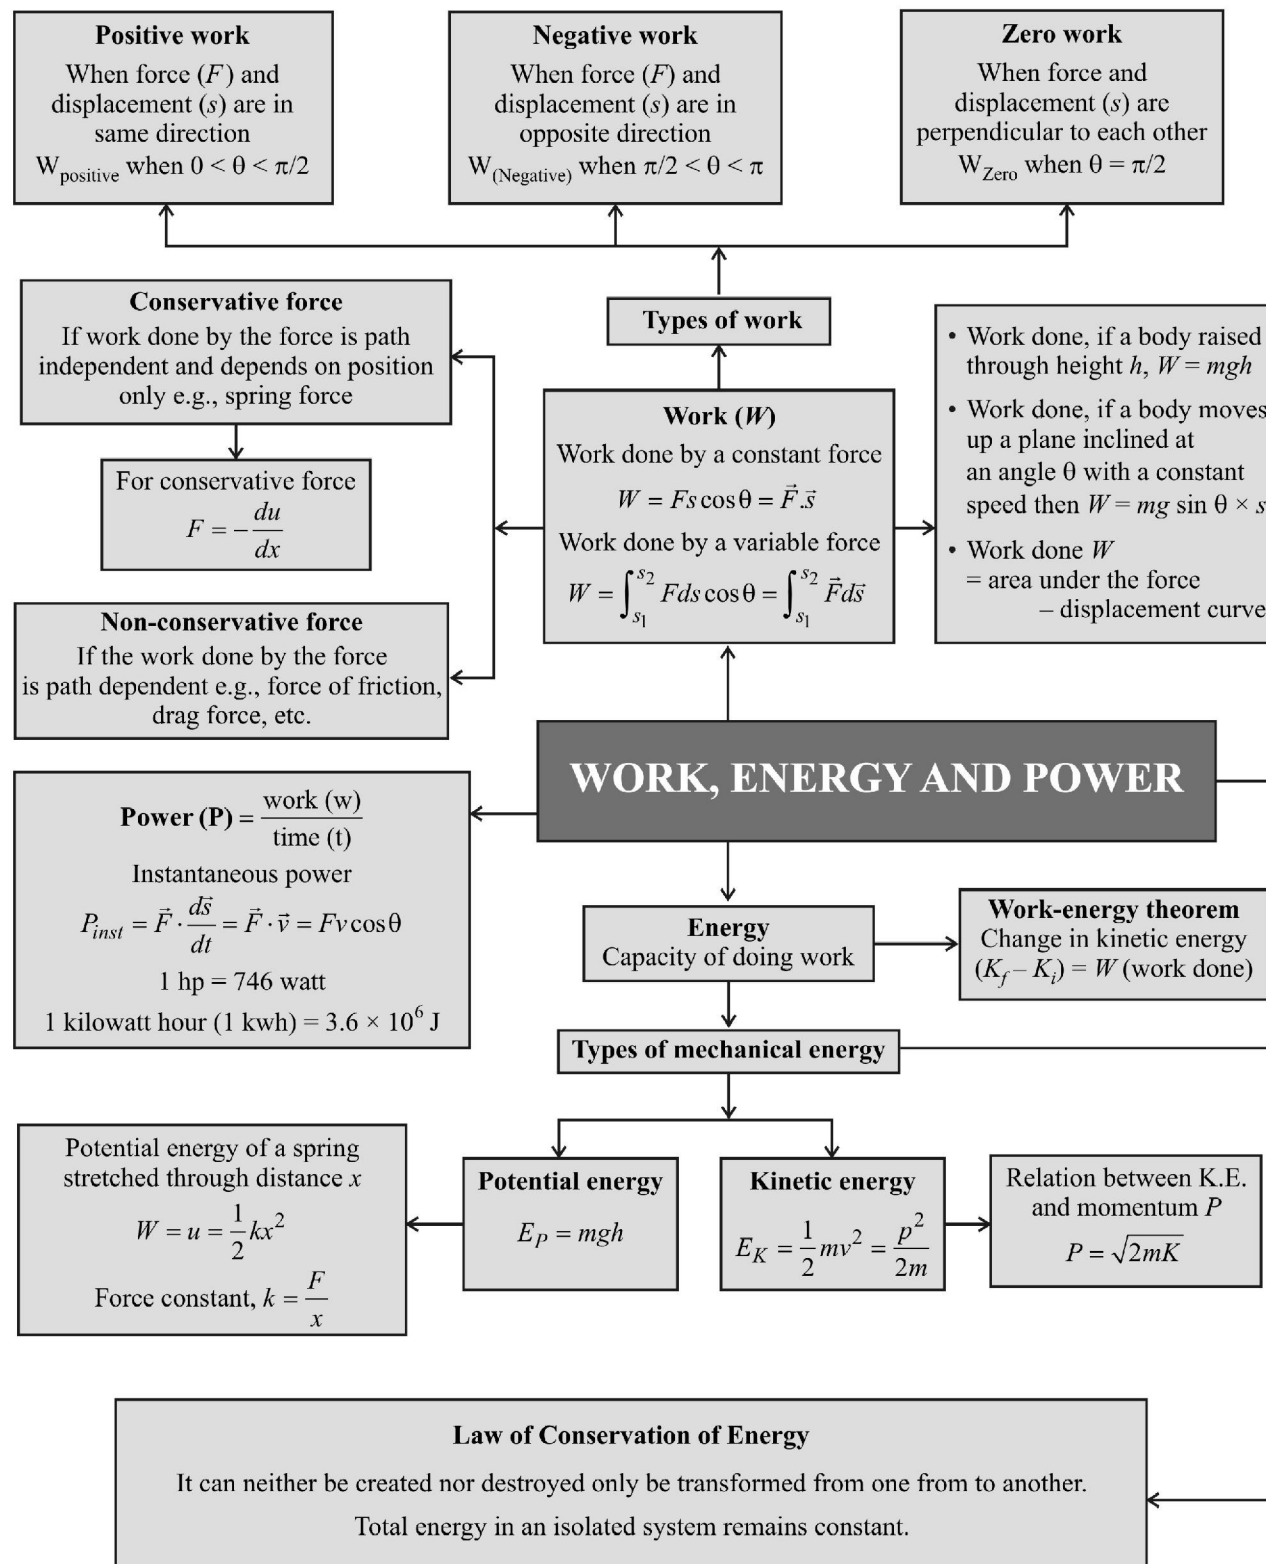 Positive work
When force (F) and
displacement (s) are in
same direction
W_positive when 0 < θ < π/2
Negative work
When force (F) and
displacement (s) are in
opposite direction
W_(Negative) when π/2 < θ < π
Zero work
When force and
displacement (s) are
perpendicular to each other
W_Zero when θ = π/2
Conservative force
If work done by the force is path
independent and depends on position
only e.g., spring force
For conservative force
F = − du/dx
Non-conservative force
If the work done by the force
is path dependent e.g., force of friction,
drag force, etc.
Types of work
Work (W)
Work done by a constant force
W = Fs cos θ = F⃗.s⃗
Work done by a variable force
W = ∫_{s₁}^{s₂} Fds cos θ = ∫_{s₁}^{s₂} F⃗ds⃗
• Work done, if a body raised
through height h, W = mgh
• Work done, if a body moves
up a plane inclined at
an angle θ with a constant
speed then W = mg sin θ × s
• Work done W
= area under the force
– displacement curve
WORK, ENERGY AND POWER
Power (P) = work (w)/time (t)
Instantaneous power
P_inst = F⃗ · ds⃗/dt = F⃗ · v⃗ = Fv cos θ
1 hp = 746 watt
1 kilowatt hour (1 kwh) = 3.6 × 10⁶ J
Energy
Capacity of doing work
Work-energy theorem
Change in kinetic energy
(K_f – K_i) = W (work done)
Types of mechanical energy
Potential energy of a spring
stretched through distance x
W = u = 1/2 kx²
Force constant, k = F/x
Potential energy
E_P = mgh
Kinetic energy
E_K = 1/2 mv² = p²/2m
Relation between K.E.
and momentum P
P = √2mK
Law of Conservation of Energy
It can neither be created nor destroyed only be transformed from one from to another.
Total energy in an isolated system remains constant.